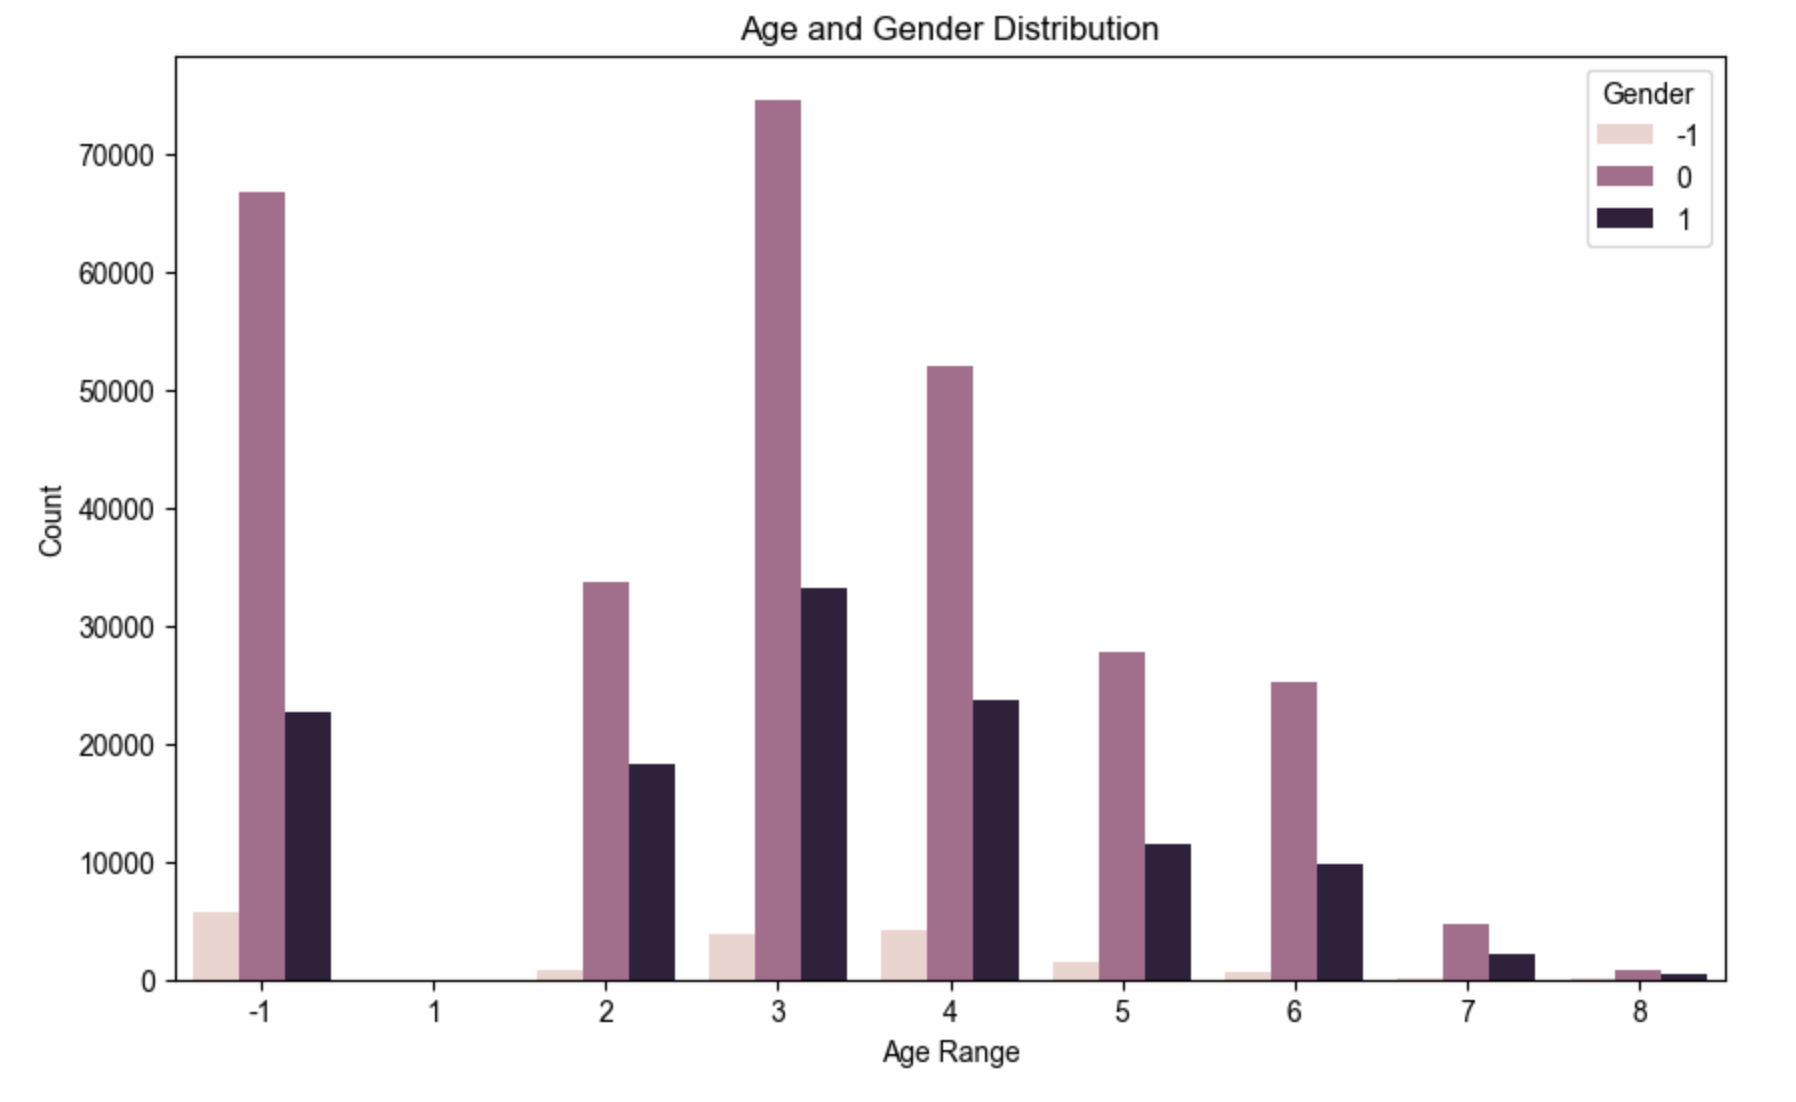 Age and Gender Distribution
Gender
-1
0
1
70000
60000
50000
40000
30000
20000
10000
0
Count
-1 1 2 3 4 5 6 7 8
Age Range